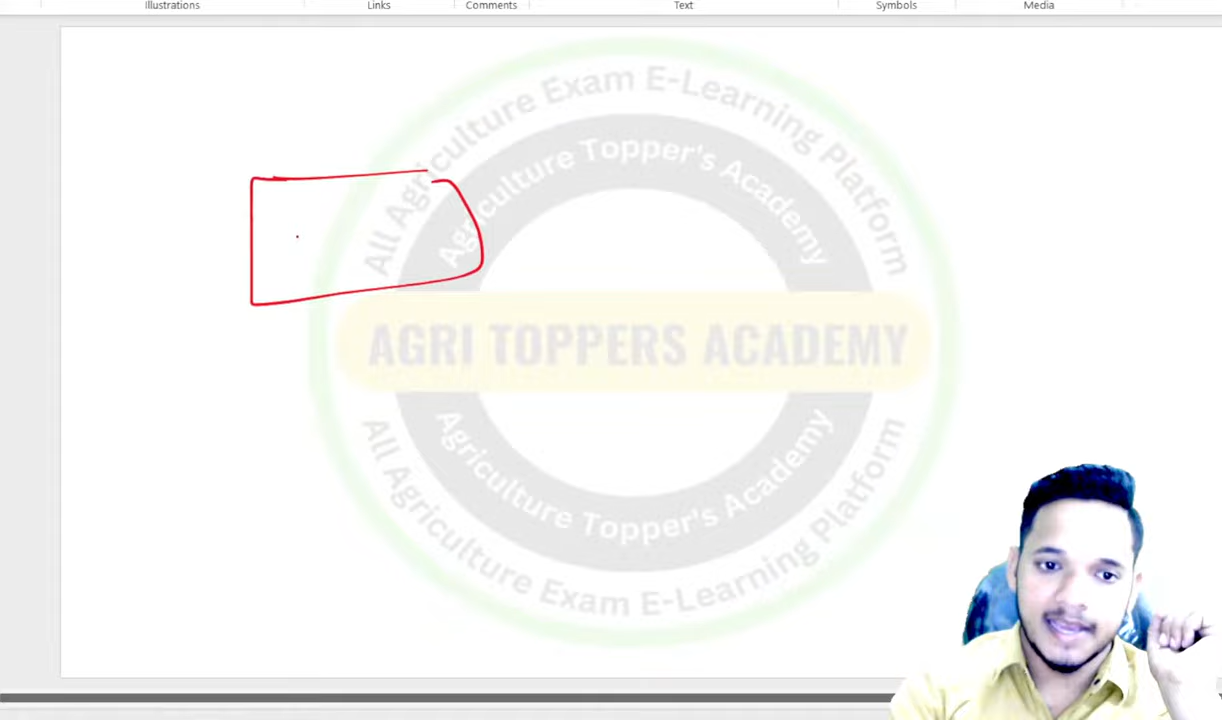 Illustrations Links Comments Text Symbols Media
All Agriculture Exam E-Learning Platform
Agriculture Topper's Academy
AGRI TOPPERS ACADEMY
Agriculture Topper's Academy
All Agriculture Exam E-Learning Platform